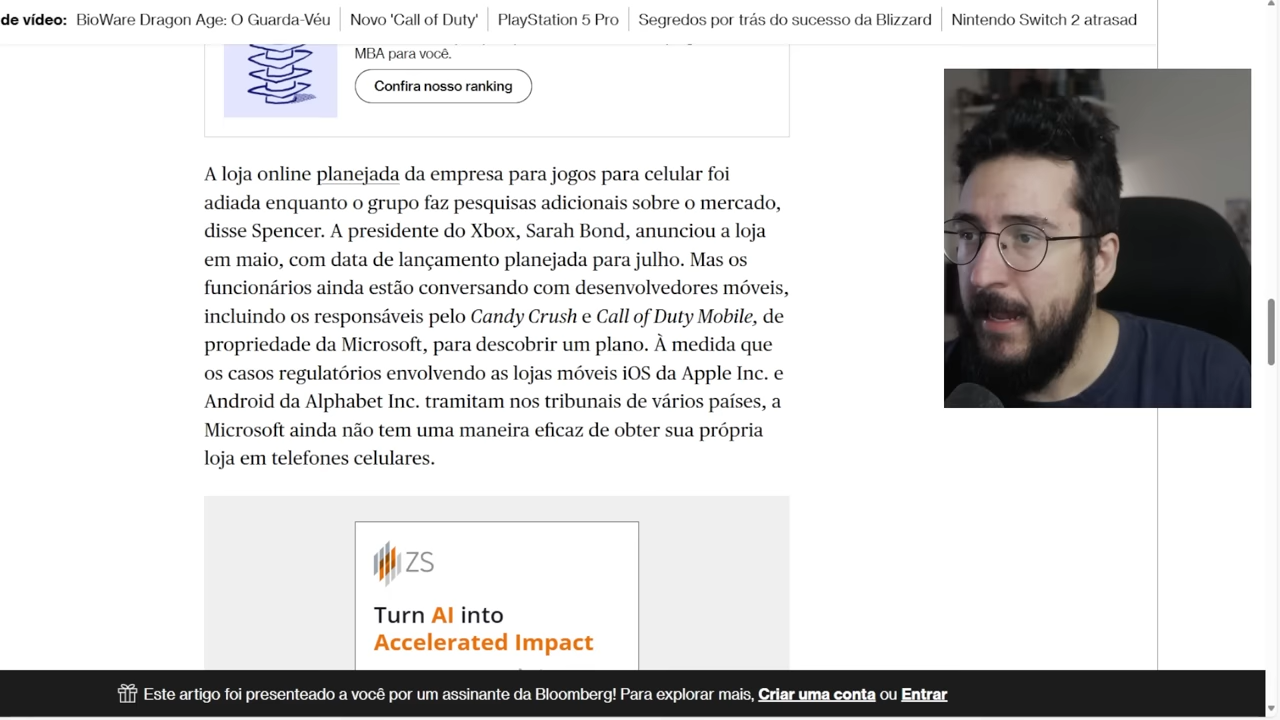 de vídeo: BioWare Dragon Age: O Guarda-Véu Novo 'Call of Duty' PlayStation 5 Pro Segredos por trás do sucesso da Blizzard Nintendo Switch 2 atrasad
MBA para você.
Confira nosso ranking
A loja online planejada da empresa para jogos para celular foi
adiada enquanto o grupo faz pesquisas adicionais sobre o mercado,
disse Spencer. A presidente do Xbox, Sarah Bond, anunciou a loja
em maio, com data de lançamento planejada para julho. Mas os
funcionários ainda estão conversando com desenvolvedores móveis,
incluindo os responsáveis pelo Candy Crush e Call of Duty Mobile, de
propriedade da Microsoft, para descobrir um plano. À medida que
os casos regulatórios envolvendo as lojas móveis iOS da Apple Inc. e
Android da Alphabet Inc. tramitam nos tribunais de vários países, a
Microsoft ainda não tem uma maneira eficaz de obter sua própria
loja em telefones celulares.
ZS
Turn AI into
Accelerated Impact
Este artigo foi presenteado a você por um assinante da Bloomberg! Para explorar mais, Criar uma conta ou Entrar